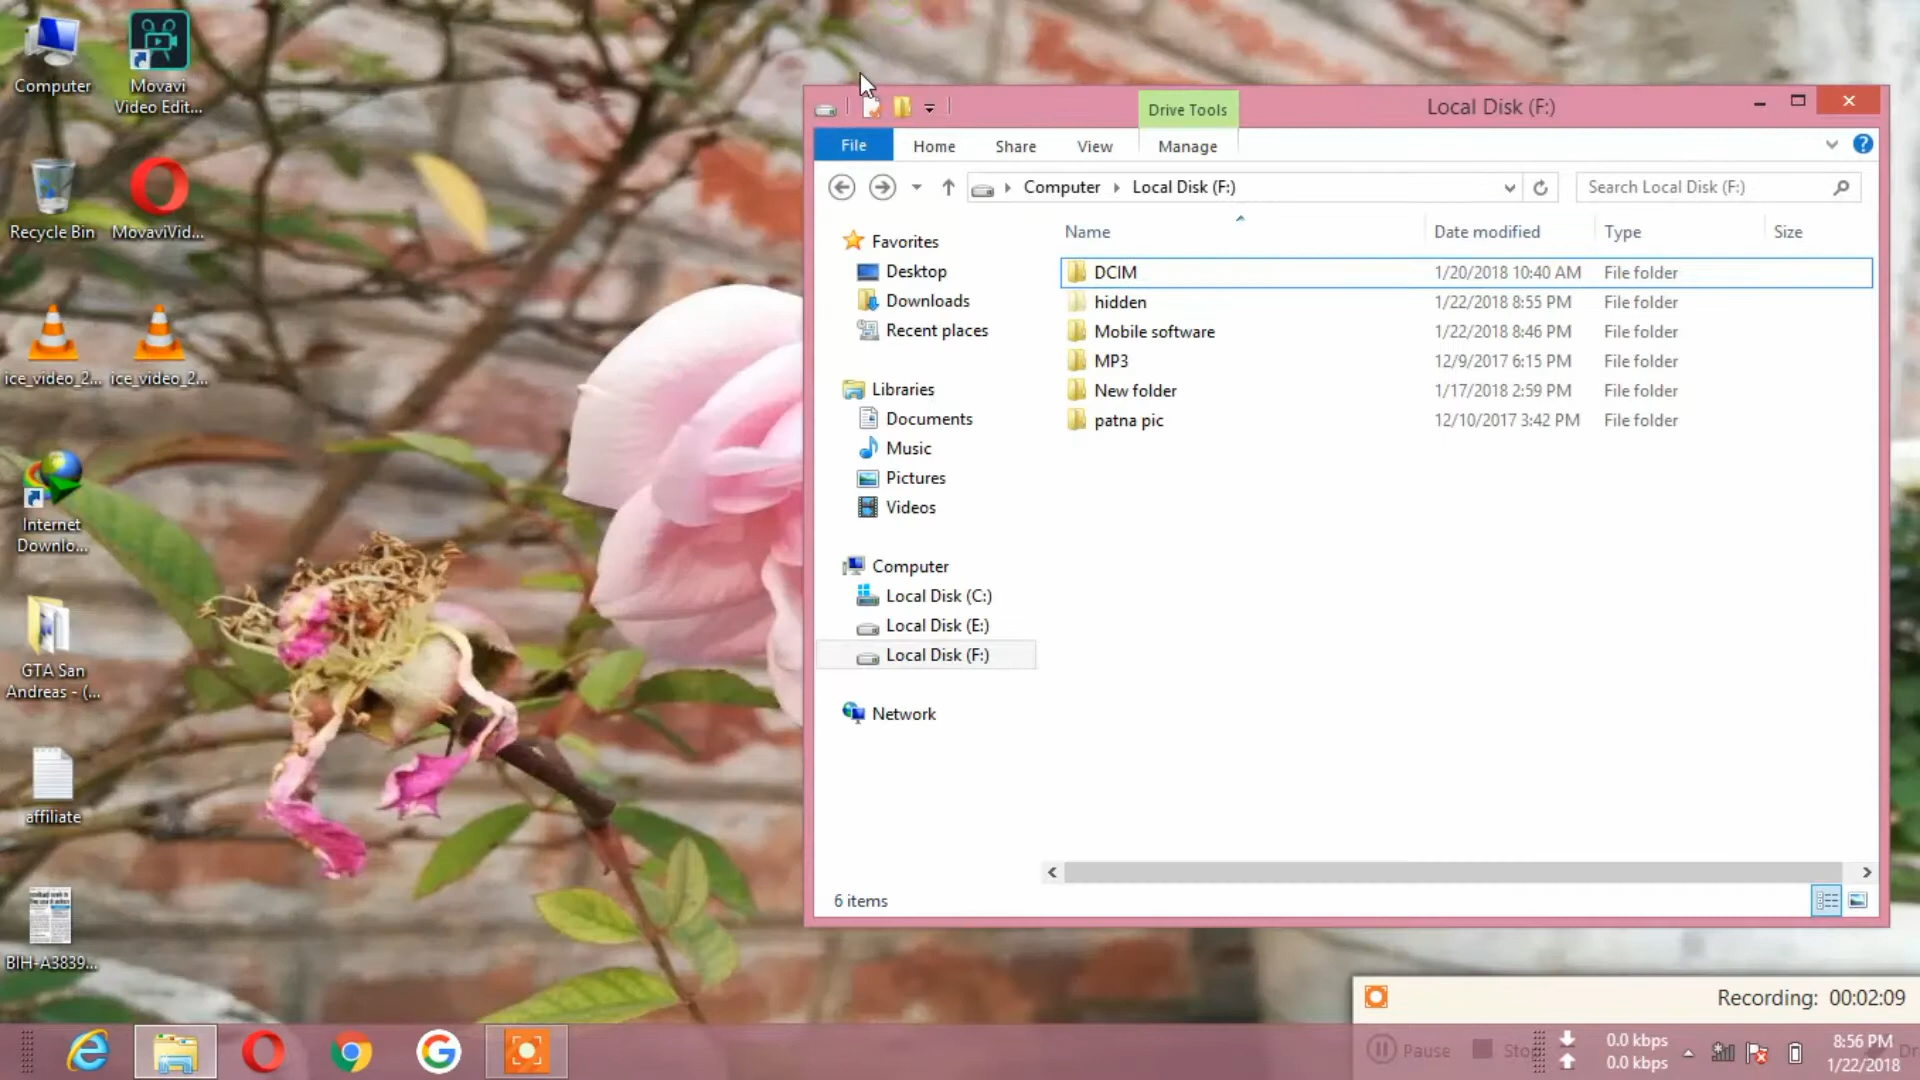 Computer
Movavi
Video Edit...
Recycle Bin
MovaviVid...
ice_video_2...
ice_video_2...
Internet
Downlo...
GTA San
Andreas - (...
affiliate
BIH-A3839...
Drive Tools
Local Disk (F:)
File
Home
Share
View
Manage
Computer
Local Disk (F:)
Search Local Disk (F:)
Name
Date modified
Type
Size
DCIM 1/20/2018 10:40 AM File folder
hidden 1/22/2018 8:55 PM File folder
Mobile software 1/22/2018 8:46 PM File folder
MP3 12/9/2017 6:15 PM File folder
New folder 1/17/2018 2:59 PM File folder
patna pic 12/10/2017 3:42 PM File folder
Favorites
Desktop
Downloads
Recent places
Libraries
Documents
Music
Pictures
Videos
Computer
Local Disk (C:)
Local Disk (E:)
Local Disk (F:)
Network
6 items
Recording: 00:02:09
Pause
0.0 kbps
0.0 kbps
8:56 PM
1/22/2018